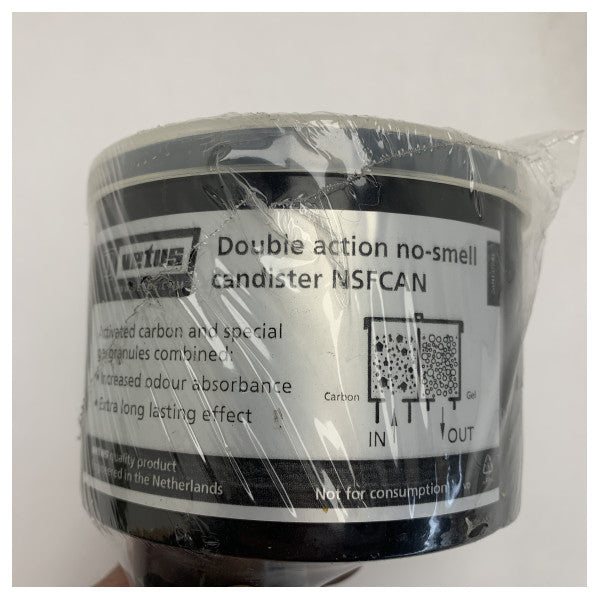 vetus
Double action no-smell
candister NSFCAN
Activated carbon and special
granules combined:
• Increased odour absorbance
• Extra long lasting effect
Carbon
Gel
IN
OUT
quality product
in the Netherlands
Not for consumption